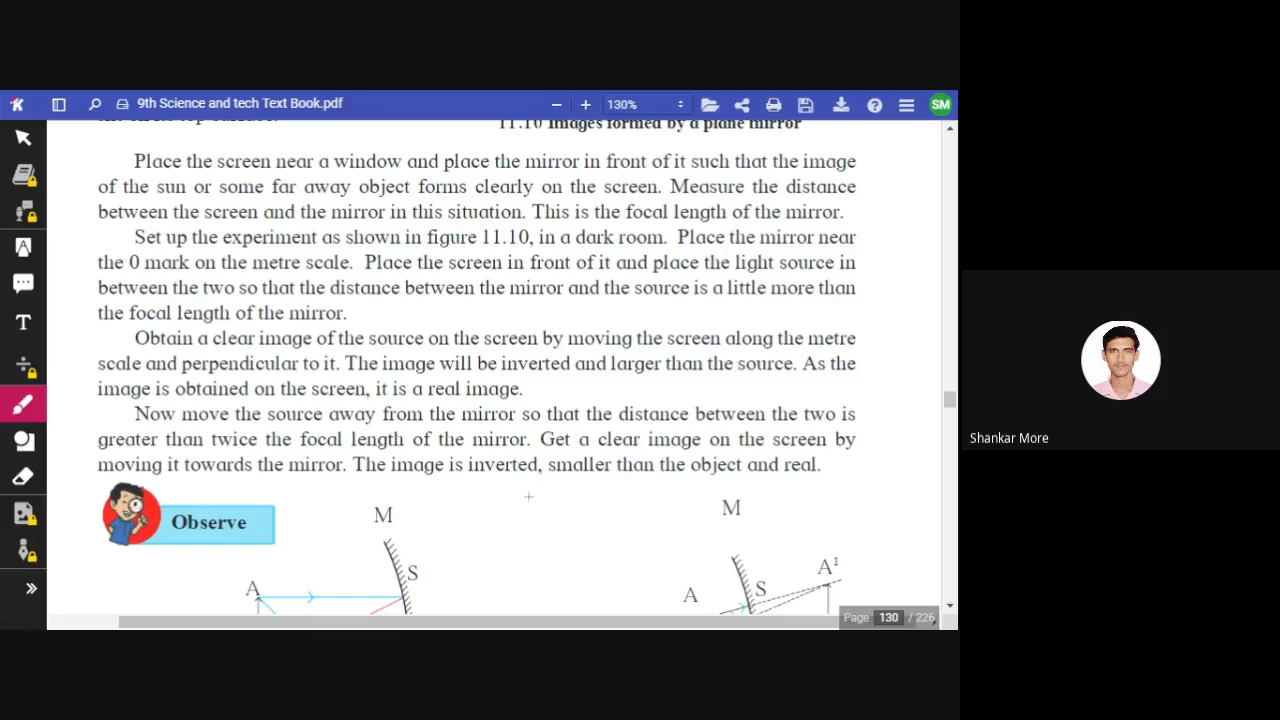 9th Science and tech Text Book.pdf
130%
SM
11.10 Images formed by a plane mirror
Place the screen near a window and place the mirror in front of it such that the image
of the sun or some far away object forms clearly on the screen. Measure the distance
between the screen and the mirror in this situation. This is the focal length of the mirror.
Set up the experiment as shown in figure 11.10, in a dark room. Place the mirror near
the 0 mark on the metre scale. Place the screen in front of it and place the light source in
between the two so that the distance between the mirror and the source is a little more than
the focal length of the mirror.
Obtain a clear image of the source on the screen by moving the screen along the metre
scale and perpendicular to it. The image will be inverted and larger than the source. As the
image is obtained on the screen, it is a real image.
Now move the source away from the mirror so that the distance between the two is
greater than twice the focal length of the mirror. Get a clear image on the screen by
moving it towards the mirror. The image is inverted, smaller than the object and real.
Observe
M
S
A
M
A
S
A¹
Page 130 / 226
Shankar More